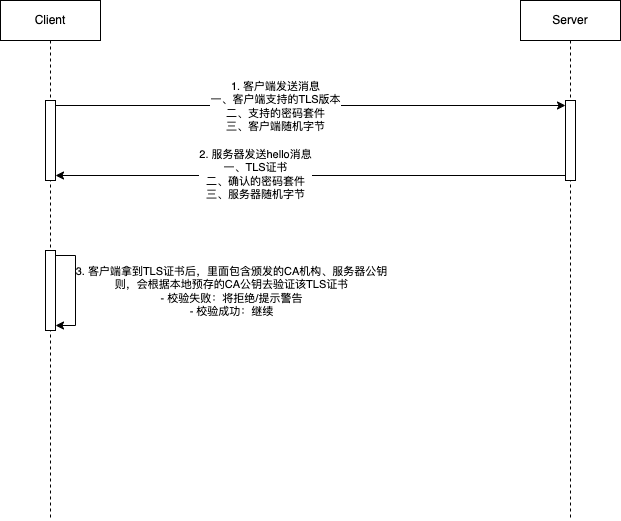 Client
Server
1. 客户端发送消息
一、客户端支持的TLS版本
二、支持的密码套件
三、客户端随机字节
2. 服务器发送hello消息
一、TLS证书
二、确认的密码套件
三、服务器随机字节
3. 客户端拿到TLS证书后，里面包含颁发的CA机构、服务器公钥
则，会根据本地预存的CA公钥去验证该TLS证书
- 校验失败：将拒绝/提示警告
- 校验成功：继续